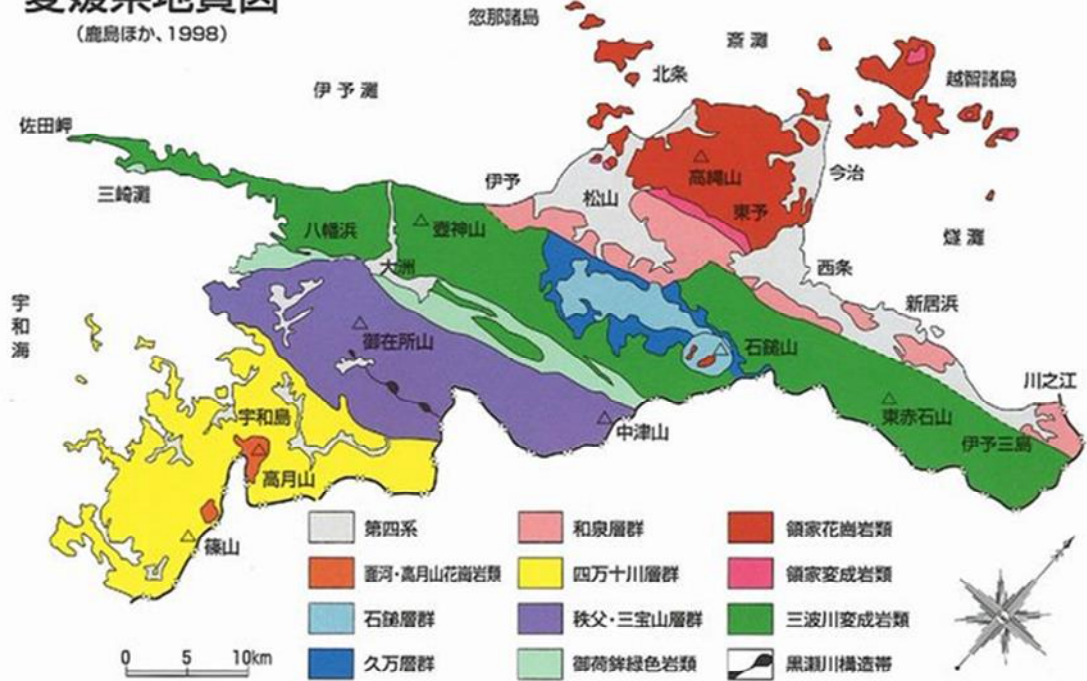 愛媛県地質図
(鹿島ほか、1998)
忽那諸島
斎灘
北条
越智諸島
伊予灘
佐田岬
高縄山
今治
三崎灘
伊予
松山
東予
燧灘
八幡浜
壺神山
大洲
西条
新居浜
宇和海
御在所山
石鎚山
川之江
東赤石山
宇和島
中津山
伊予三島
高月山
篠山
第四系
和泉層群
領家花崗岩類
面河・高月山花崗岩類
四万十川層群
領家変成岩類
石鎚層群
秩父・三宝山層群
三波川変成岩類
久万層群
御荷鉾緑色岩類
黒瀬川構造帯
0 5 10km